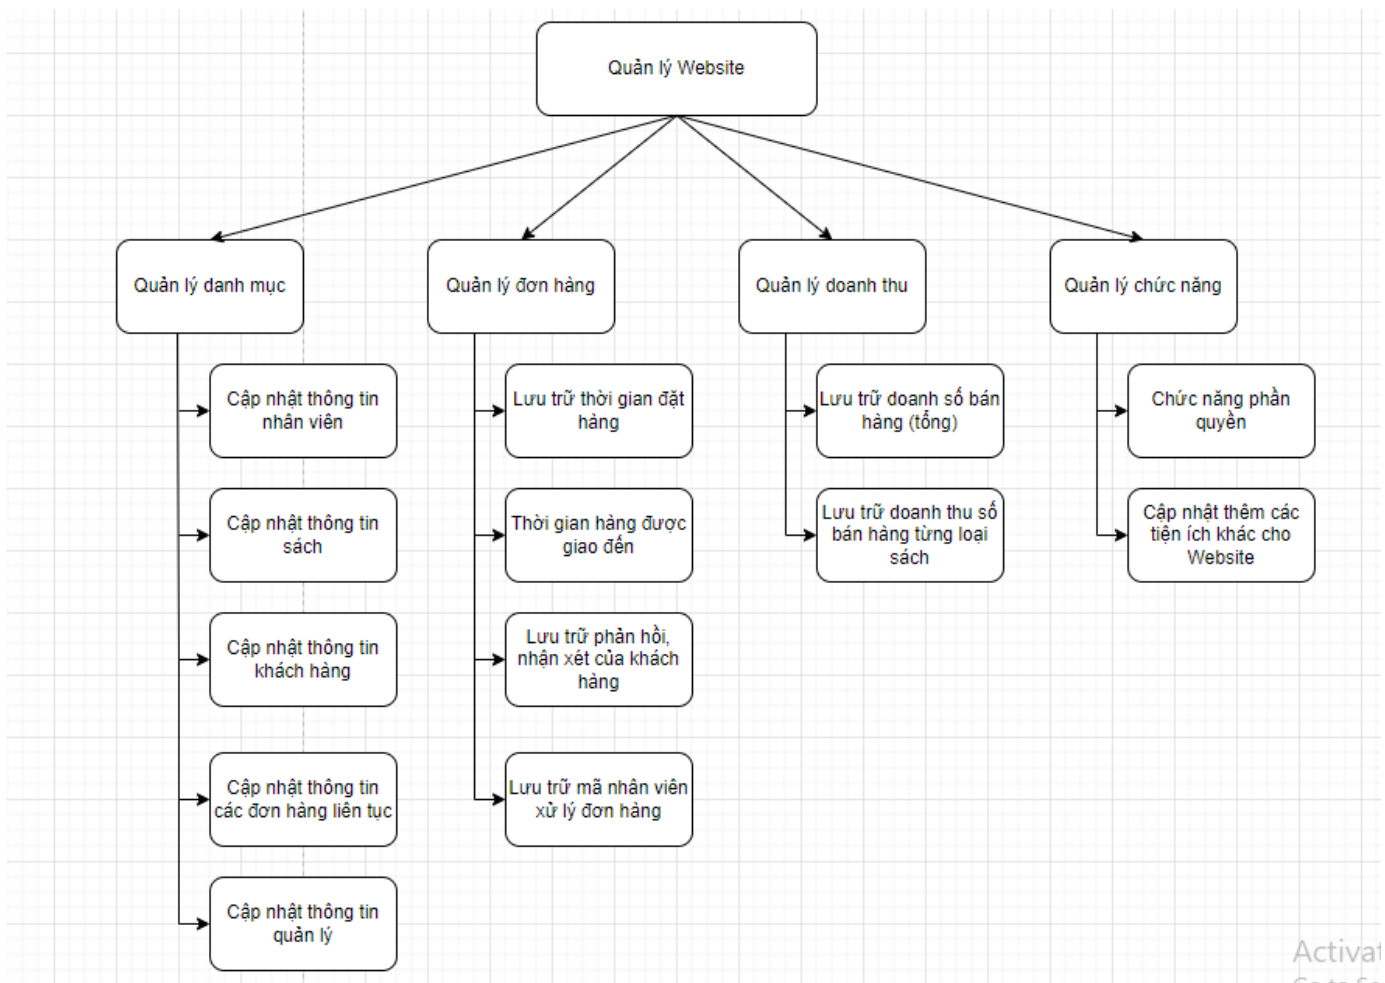 Quản lý Website
Quản lý danh mục
Quản lý đơn hàng
Quản lý doanh thu
Quản lý chức năng
Cập nhật thông tin
nhân viên
Cập nhật thông tin
sách
Cập nhật thông tin
khách hàng
Cập nhật thông tin
các đơn hàng liên tục
Cập nhật thông tin
quản lý
Lưu trữ thời gian đặt
hàng
Thời gian hàng được
giao đến
Lưu trữ phản hồi,
nhận xét của khách
hàng
Lưu trữ mã nhân viên
xử lý đơn hàng
Lưu trữ doanh số bán
hàng (tổng)
Lưu trữ doanh thu số
bán hàng từng loại
sách
Chức năng phần
quyền
Cập nhật thêm các
tiện ích khác cho
Website
Activat